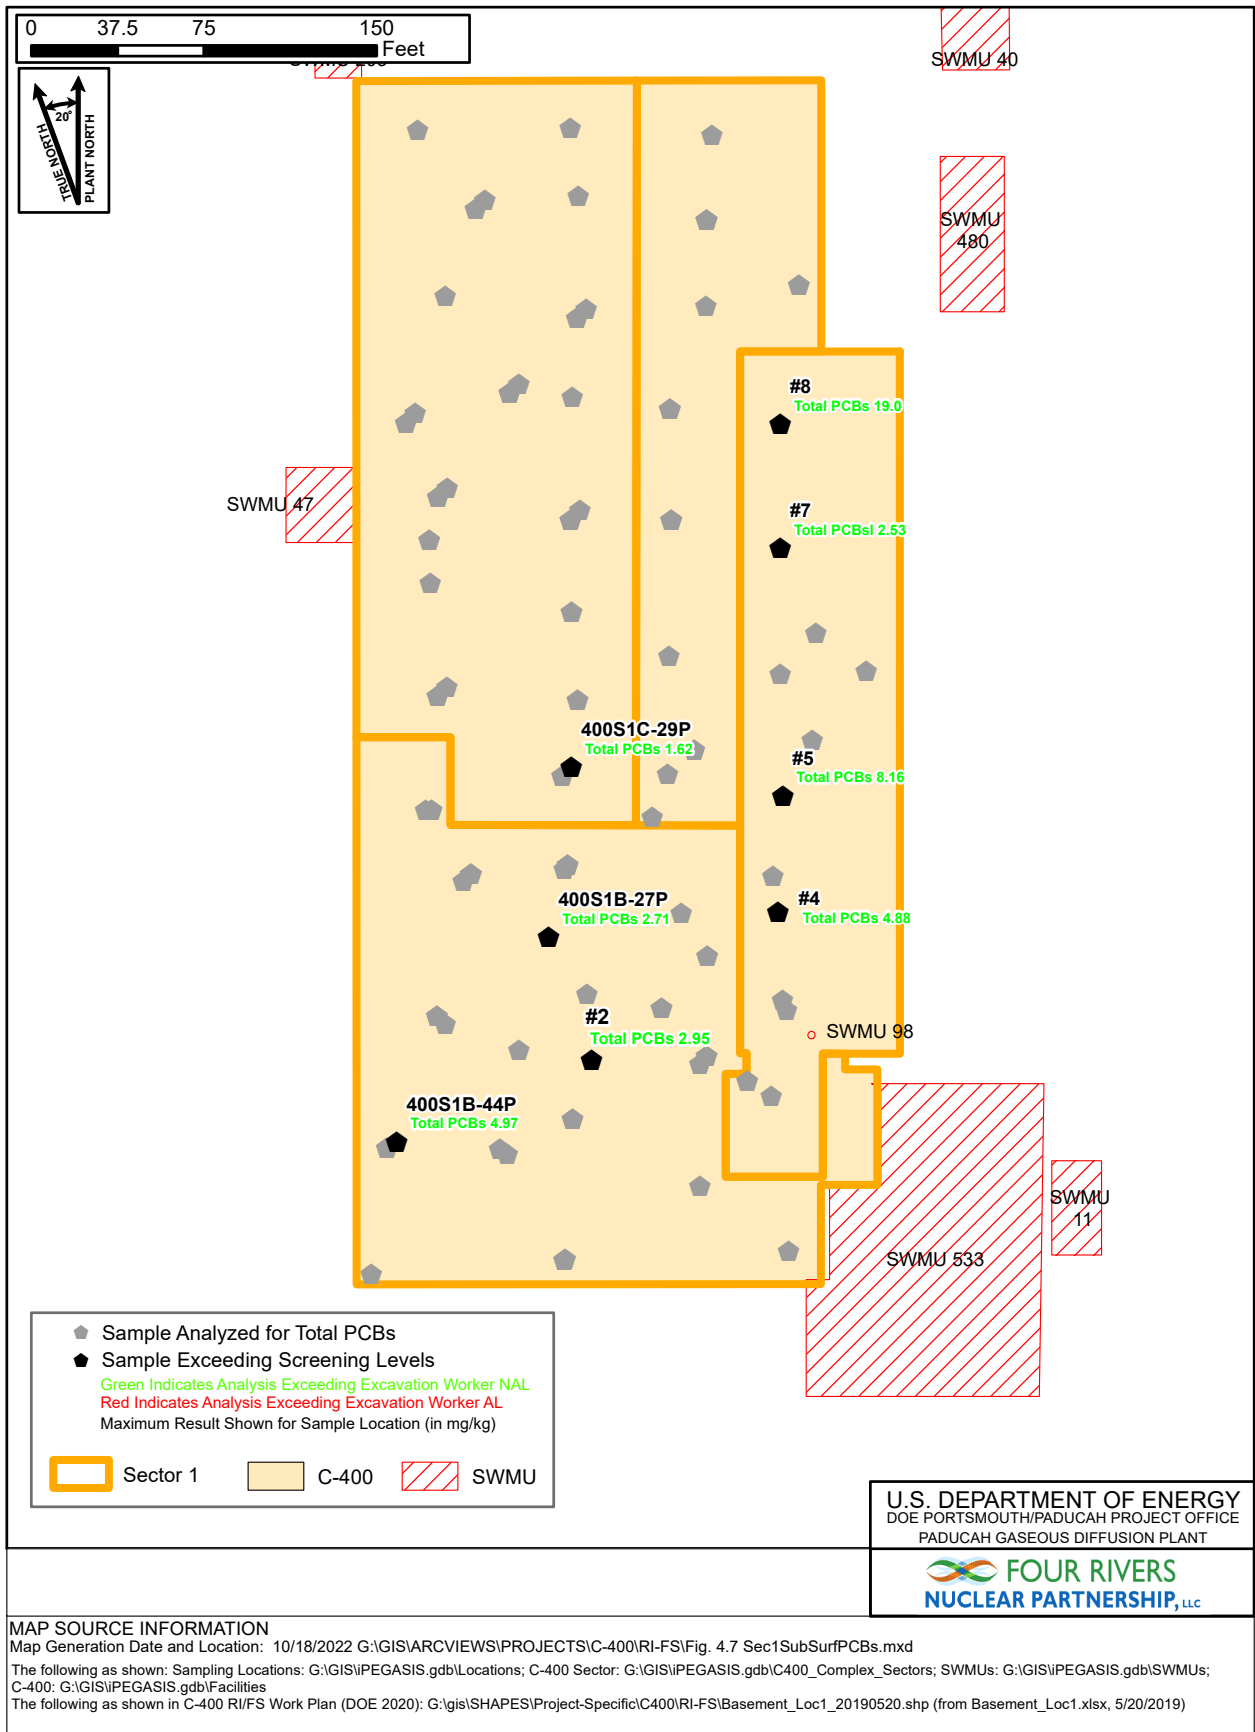 0 37.5 75 150
Feet
SWMU 40
20°
TRUE NORTH
PLANT NORTH
SWMU
480
#8
Total PCBs 19.0
SWMU 47
#7
Total PCBsl 2.53
400S1C-29P
Total PCBs 1.62
#5
Total PCBs 8.16
400S1B-27P
Total PCBs 2.71
#4
Total PCBs 4.88
#2
Total PCBs 2.95
SWMU 98
400S1B-44P
Total PCBs 4.97
SWMU
11
SWMU 533
Sample Analyzed for Total PCBs
Sample Exceeding Screening Levels
Green Indicates Analysis Exceeding Excavation Worker NAL
Red Indicates Analysis Exceeding Excavation Worker AL
Maximum Result Shown for Sample Location (in mg/kg)
Sector 1 C-400 SWMU
U.S. DEPARTMENT OF ENERGY
DOE PORTSMOUTH/PADUCAH PROJECT OFFICE
PADUCAH GASEOUS DIFFUSION PLANT
FOUR RIVERS
NUCLEAR PARTNERSHIP, LLC
MAP SOURCE INFORMATION
Map Generation Date and Location: 10/18/2022 G:\GIS\ARCVIEWS\PROJECTS\C-400\RI-FS\Fig. 4.7 Sec1SubSurfPCBs.mxd
The following as shown: Sampling Locations: G:\GIS\iPEGASIS.gdb\Locations; C-400 Sector: G:\GIS\iPEGASIS.gdb\C400_Complex_Sectors; SWMUs: G:\GIS\iPEGASIS.gdb\SWMUs;
C-400: G:\GIS\iPEGASIS.gdb\Facilities
The following as shown in C-400 RI/FS Work Plan (DOE 2020): G:\gis\SHAPES\Project-Specific\C400\RI-FS\Basement_Loc1_20190520.shp (from Basement_Loc1.xlsx, 5/20/2019)